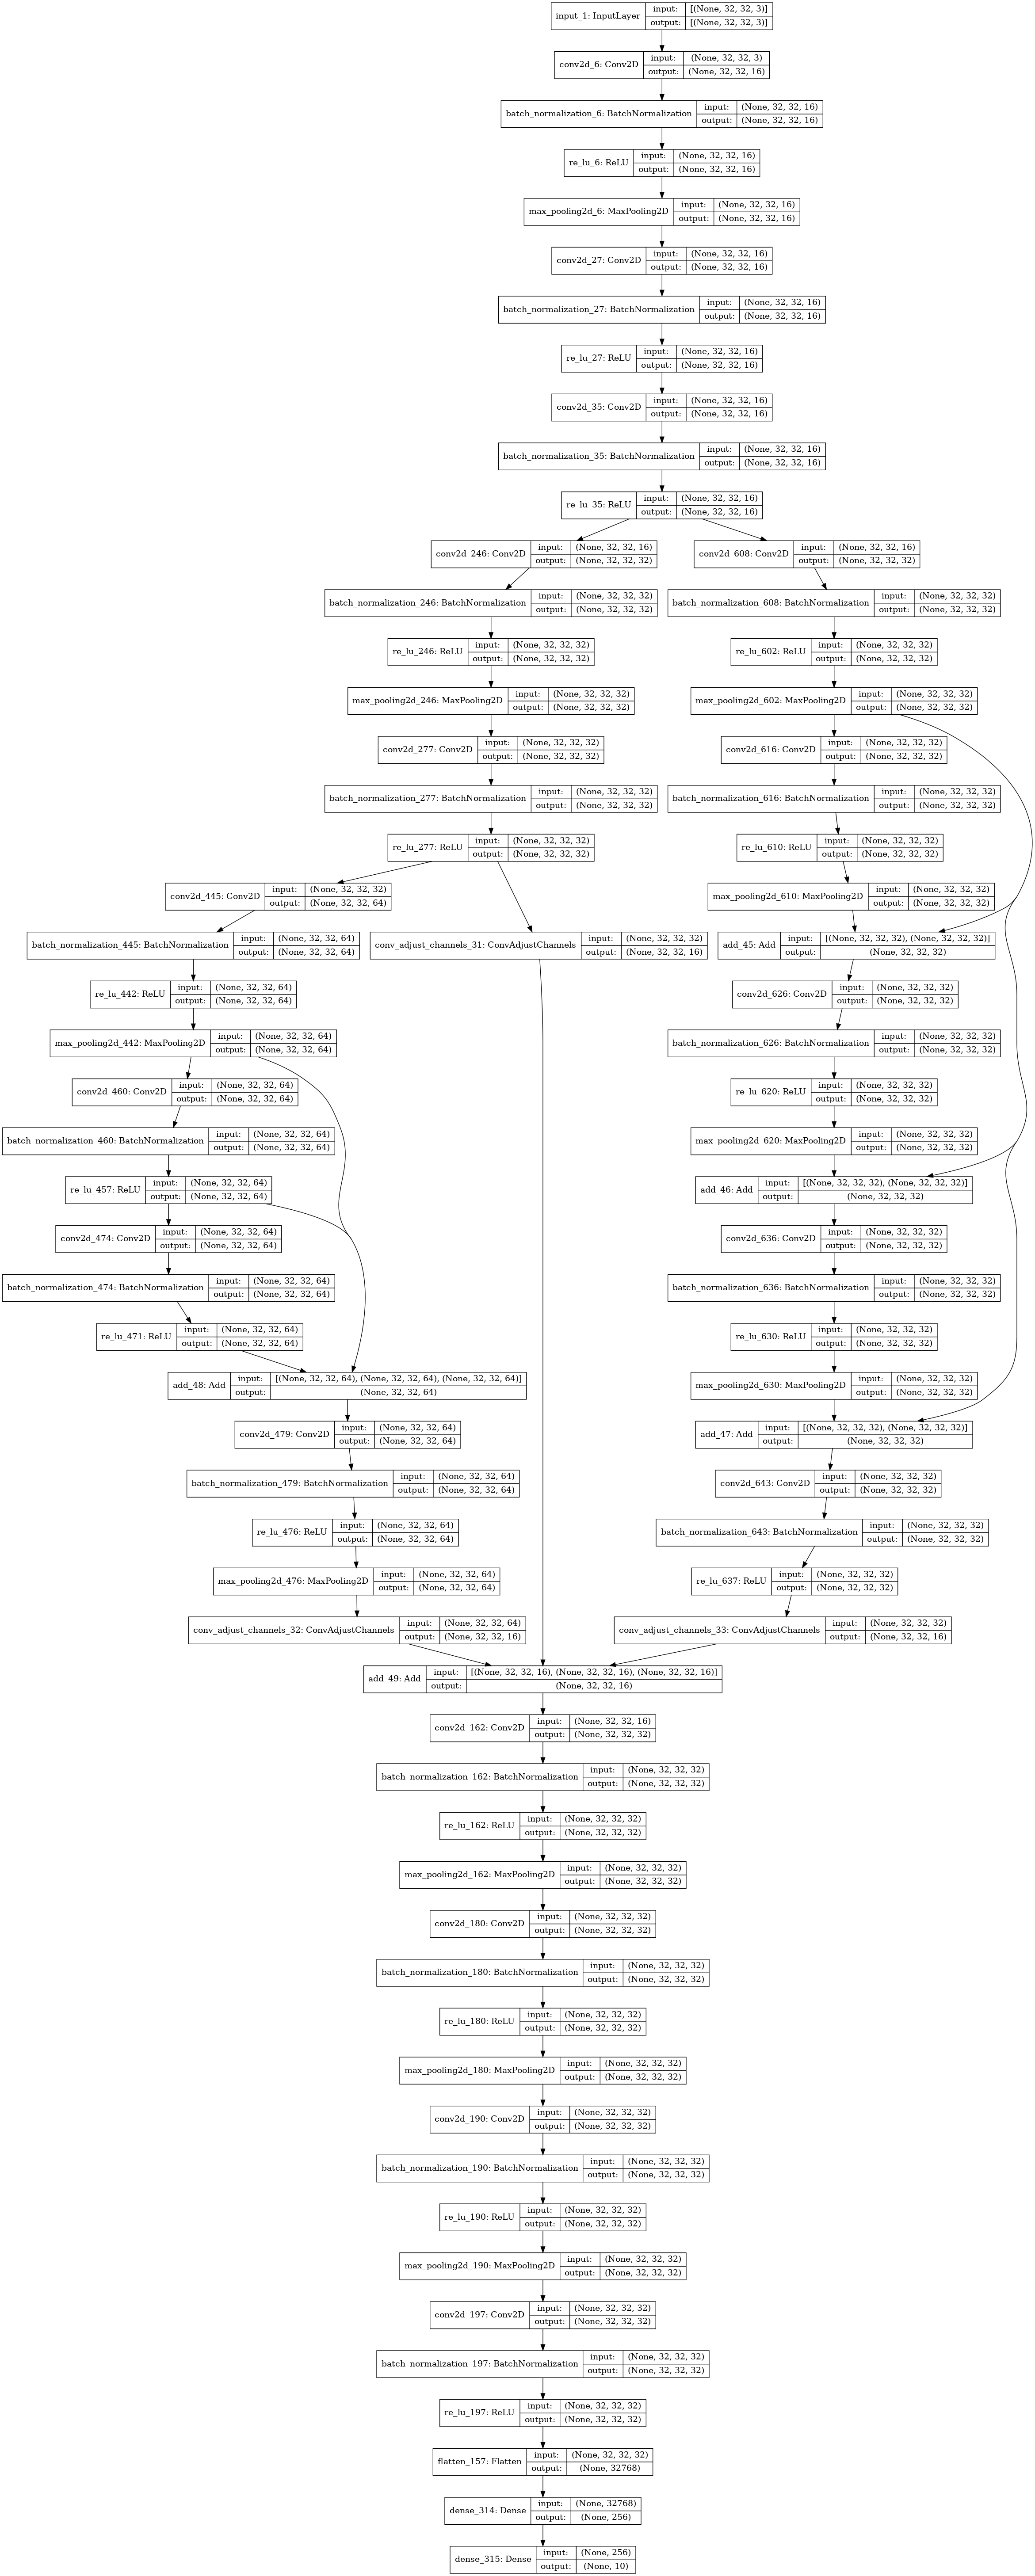 input_1: InputLayer input: [(None, 32, 32, 3)]
output: [(None, 32, 32, 3)]
conv2d_6: Conv2D input: (None, 32, 32, 3)
output: (None, 32, 32, 16)
batch_normalization_6: BatchNormalization input: (None, 32, 32, 16)
output: (None, 32, 32, 16)
re_lu_6: ReLU input: (None, 32, 32, 16)
output: (None, 32, 32, 16)
max_pooling2d_6: MaxPooling2D input: (None, 32, 32, 16)
output: (None, 32, 32, 16)
conv2d_27: Conv2D input: (None, 32, 32, 16)
output: (None, 32, 32, 16)
batch_normalization_27: BatchNormalization input: (None, 32, 32, 16)
output: (None, 32, 32, 16)
re_lu_27: ReLU input: (None, 32, 32, 16)
output: (None, 32, 32, 16)
conv2d_35: Conv2D input: (None, 32, 32, 16)
output: (None, 32, 32, 16)
batch_normalization_35: BatchNormalization input: (None, 32, 32, 16)
output: (None, 32, 32, 16)
re_lu_35: ReLU input: (None, 32, 32, 16)
output: (None, 32, 32, 16)
conv2d_246: Conv2D input: (None, 32, 32, 16)
output: (None, 32, 32, 32)
conv2d_608: Conv2D input: (None, 32, 32, 16)
output: (None, 32, 32, 32)
batch_normalization_246: BatchNormalization input: (None, 32, 32, 32)
output: (None, 32, 32, 32)
batch_normalization_608: BatchNormalization input: (None, 32, 32, 32)
output: (None, 32, 32, 32)
re_lu_246: ReLU input: (None, 32, 32, 32)
output: (None, 32, 32, 32)
re_lu_602: ReLU input: (None, 32, 32, 32)
output: (None, 32, 32, 32)
max_pooling2d_246: MaxPooling2D input: (None, 32, 32, 32)
output: (None, 32, 32, 32)
max_pooling2d_602: MaxPooling2D input: (None, 32, 32, 32)
output: (None, 32, 32, 32)
conv2d_277: Conv2D input: (None, 32, 32, 32)
output: (None, 32, 32, 32)
conv2d_616: Conv2D input: (None, 32, 32, 32)
output: (None, 32, 32, 32)
batch_normalization_277: BatchNormalization input: (None, 32, 32, 32)
output: (None, 32, 32, 32)
batch_normalization_616: BatchNormalization input: (None, 32, 32, 32)
output: (None, 32, 32, 32)
re_lu_277: ReLU input: (None, 32, 32, 32)
output: (None, 32, 32, 32)
re_lu_610: ReLU input: (None, 32, 32, 32)
output: (None, 32, 32, 32)
conv2d_445: Conv2D input: (None, 32, 32, 32)
output: (None, 32, 32, 64)
max_pooling2d_610: MaxPooling2D input: (None, 32, 32, 32)
output: (None, 32, 32, 32)
batch_normalization_445: BatchNormalization input: (None, 32, 32, 64)
output: (None, 32, 32, 64)
conv_adjust_channels_31: ConvAdjustChannels input: (None, 32, 32, 32)
output: (None, 32, 32, 16)
add_45: Add input: [(None, 32, 32, 32), (None, 32, 32, 32)]
output: (None, 32, 32, 32)
re_lu_442: ReLU input: (None, 32, 32, 64)
output: (None, 32, 32, 64)
conv2d_626: Conv2D input: (None, 32, 32, 32)
output: (None, 32, 32, 32)
max_pooling2d_442: MaxPooling2D input: (None, 32, 32, 64)
output: (None, 32, 32, 64)
batch_normalization_626: BatchNormalization input: (None, 32, 32, 32)
output: (None, 32, 32, 32)
conv2d_460: Conv2D input: (None, 32, 32, 64)
output: (None, 32, 32, 64)
re_lu_620: ReLU input: (None, 32, 32, 32)
output: (None, 32, 32, 32)
batch_normalization_460: BatchNormalization input: (None, 32, 32, 64)
output: (None, 32, 32, 64)
max_pooling2d_620: MaxPooling2D input: (None, 32, 32, 32)
output: (None, 32, 32, 32)
re_lu_457: ReLU input: (None, 32, 32, 64)
output: (None, 32, 32, 64)
add_46: Add input: [(None, 32, 32, 32), (None, 32, 32, 32)]
output: (None, 32, 32, 32)
conv2d_474: Conv2D input: (None, 32, 32, 64)
output: (None, 32, 32, 64)
conv2d_636: Conv2D input: (None, 32, 32, 32)
output: (None, 32, 32, 32)
batch_normalization_474: BatchNormalization input: (None, 32, 32, 64)
output: (None, 32, 32, 64)
batch_normalization_636: BatchNormalization input: (None, 32, 32, 32)
output: (None, 32, 32, 32)
re_lu_471: ReLU input: (None, 32, 32, 64)
output: (None, 32, 32, 64)
re_lu_630: ReLU input: (None, 32, 32, 32)
output: (None, 32, 32, 32)
add_48: Add input: [(None, 32, 32, 64), (None, 32, 32, 64), (None, 32, 32, 64)]
output: (None, 32, 32, 64)
max_pooling2d_630: MaxPooling2D input: (None, 32, 32, 32)
output: (None, 32, 32, 32)
conv2d_479: Conv2D input: (None, 32, 32, 64)
output: (None, 32, 32, 64)
add_47: Add input: [(None, 32, 32, 32), (None, 32, 32, 32)]
output: (None, 32, 32, 32)
batch_normalization_479: BatchNormalization input: (None, 32, 32, 64)
output: (None, 32, 32, 64)
conv2d_643: Conv2D input: (None, 32, 32, 32)
output: (None, 32, 32, 32)
re_lu_476: ReLU input: (None, 32, 32, 64)
output: (None, 32, 32, 64)
batch_normalization_643: BatchNormalization input: (None, 32, 32, 32)
output: (None, 32, 32, 32)
max_pooling2d_476: MaxPooling2D input: (None, 32, 32, 64)
output: (None, 32, 32, 64)
re_lu_637: ReLU input: (None, 32, 32, 32)
output: (None, 32, 32, 32)
conv_adjust_channels_32: ConvAdjustChannels input: (None, 32, 32, 64)
output: (None, 32, 32, 16)
conv_adjust_channels_33: ConvAdjustChannels input: (None, 32, 32, 32)
output: (None, 32, 32, 16)
add_49: Add input: [(None, 32, 32, 16), (None, 32, 32, 16), (None, 32, 32, 16)]
output: (None, 32, 32, 16)
conv2d_162: Conv2D input: (None, 32, 32, 16)
output: (None, 32, 32, 32)
batch_normalization_162: BatchNormalization input: (None, 32, 32, 32)
output: (None, 32, 32, 32)
re_lu_162: ReLU input: (None, 32, 32, 32)
output: (None, 32, 32, 32)
max_pooling2d_162: MaxPooling2D input: (None, 32, 32, 32)
output: (None, 32, 32, 32)
conv2d_180: Conv2D input: (None, 32, 32, 32)
output: (None, 32, 32, 32)
batch_normalization_180: BatchNormalization input: (None, 32, 32, 32)
output: (None, 32, 32, 32)
re_lu_180: ReLU input: (None, 32, 32, 32)
output: (None, 32, 32, 32)
max_pooling2d_180: MaxPooling2D input: (None, 32, 32, 32)
output: (None, 32, 32, 32)
conv2d_190: Conv2D input: (None, 32, 32, 32)
output: (None, 32, 32, 32)
batch_normalization_190: BatchNormalization input: (None, 32, 32, 32)
output: (None, 32, 32, 32)
re_lu_190: ReLU input: (None, 32, 32, 32)
output: (None, 32, 32, 32)
max_pooling2d_190: MaxPooling2D input: (None, 32, 32, 32)
output: (None, 32, 32, 32)
conv2d_197: Conv2D input: (None, 32, 32, 32)
output: (None, 32, 32, 32)
batch_normalization_197: BatchNormalization input: (None, 32, 32, 32)
output: (None, 32, 32, 32)
re_lu_197: ReLU input: (None, 32, 32, 32)
output: (None, 32, 32, 32)
flatten_157: Flatten input: (None, 32, 32, 32)
output: (None, 32768)
dense_314: Dense input: (None, 32768)
output: (None, 256)
dense_315: Dense input: (None, 256)
output: (None, 10)